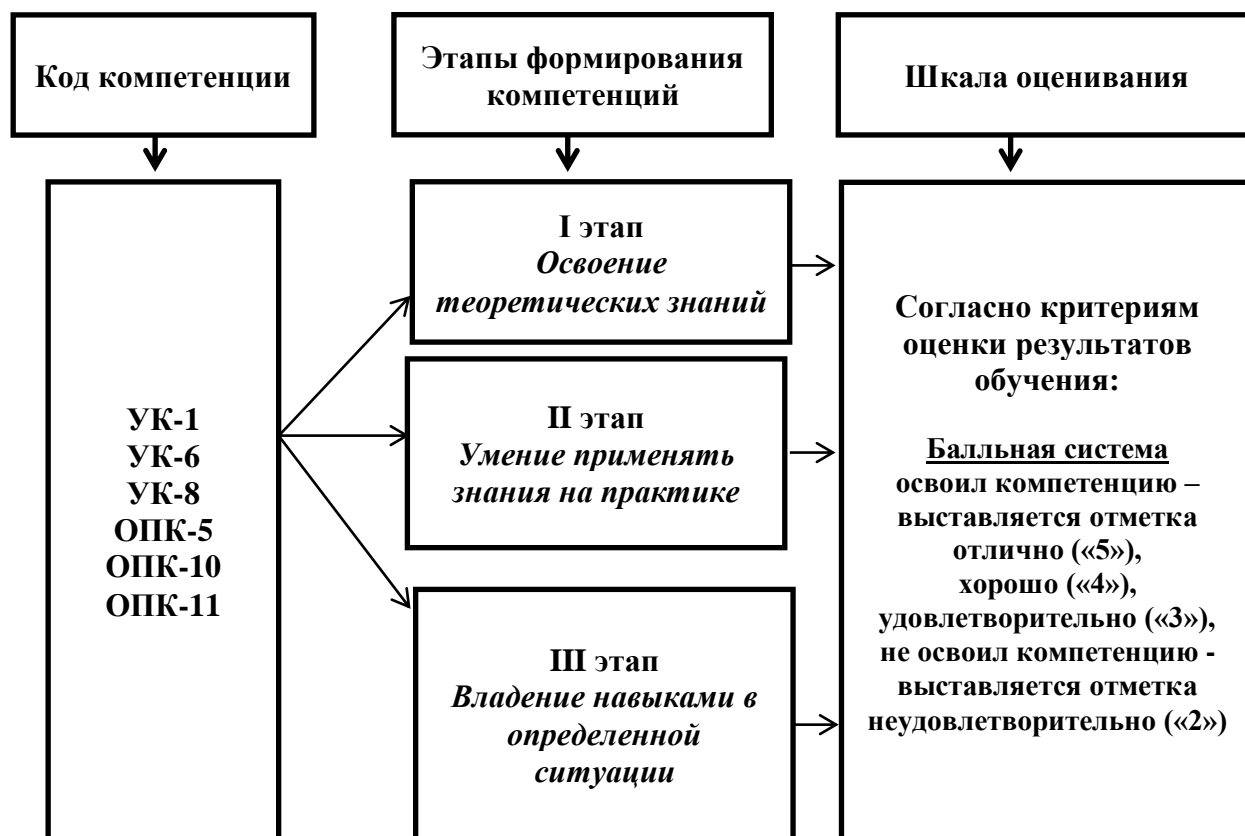 Код компетенции
Этапы формирования
компетенций
Шкала оценивания
УК-1
УК-6
УК-8
ОПК-5
ОПК-10
ОПК-11
I этап
Освоение
теоретических знаний
II этап
Умение применять
знания на практике
III этап
Владение навыками в
определенной
ситуации
Согласно критериям
оценки результатов
обучения:
Балльная система
освоил компетенцию –
выставляется отметка
отлично («5»),
хорошо («4»),
удовлетворительно («3»),
не освоил компетенцию -
выставляется отметка
неудовлетворительно («2»)